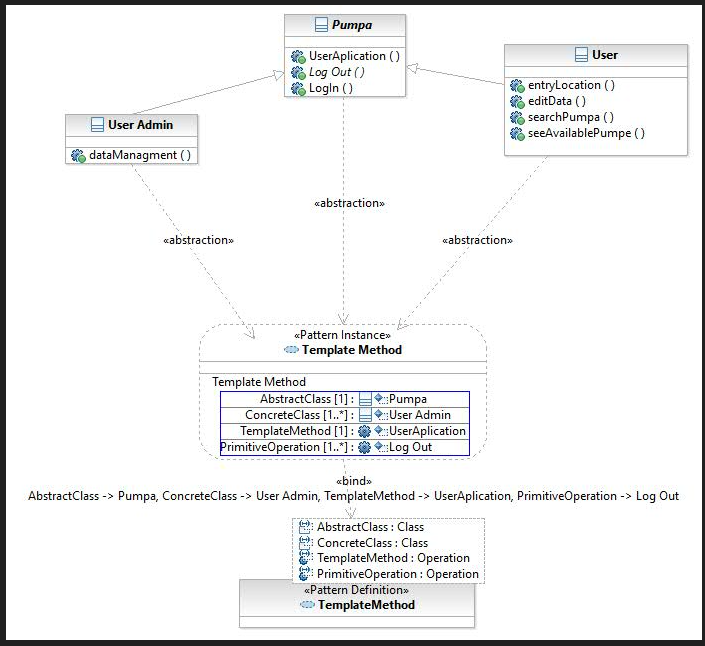 Pumpa
UserAplication ( )
Log Out ( )
LogIn ( )
User
entryLocation ( )
editData ( )
searchPumpa ( )
seeAvailablePumpe ( )
User Admin
dataManagment ( )
«abstraction»
«abstraction»
«abstraction»
«Pattern Instance»
Template Method
Template Method
AbstractClass [1] : Pumpa
ConcreteClass [1..*] : User Admin
TemplateMethod [1] : UserAplication
PrimitiveOperation [1..*] : Log Out
«bind»
AbstractClass -> Pumpa, ConcreteClass -> User Admin, TemplateMethod -> UserAplication, PrimitiveOperation -> Log Out
AbstractClass : Class
ConcreteClass : Class
TemplateMethod : Operation
PrimitiveOperation : Operation
«Pattern Definition»
TemplateMethod